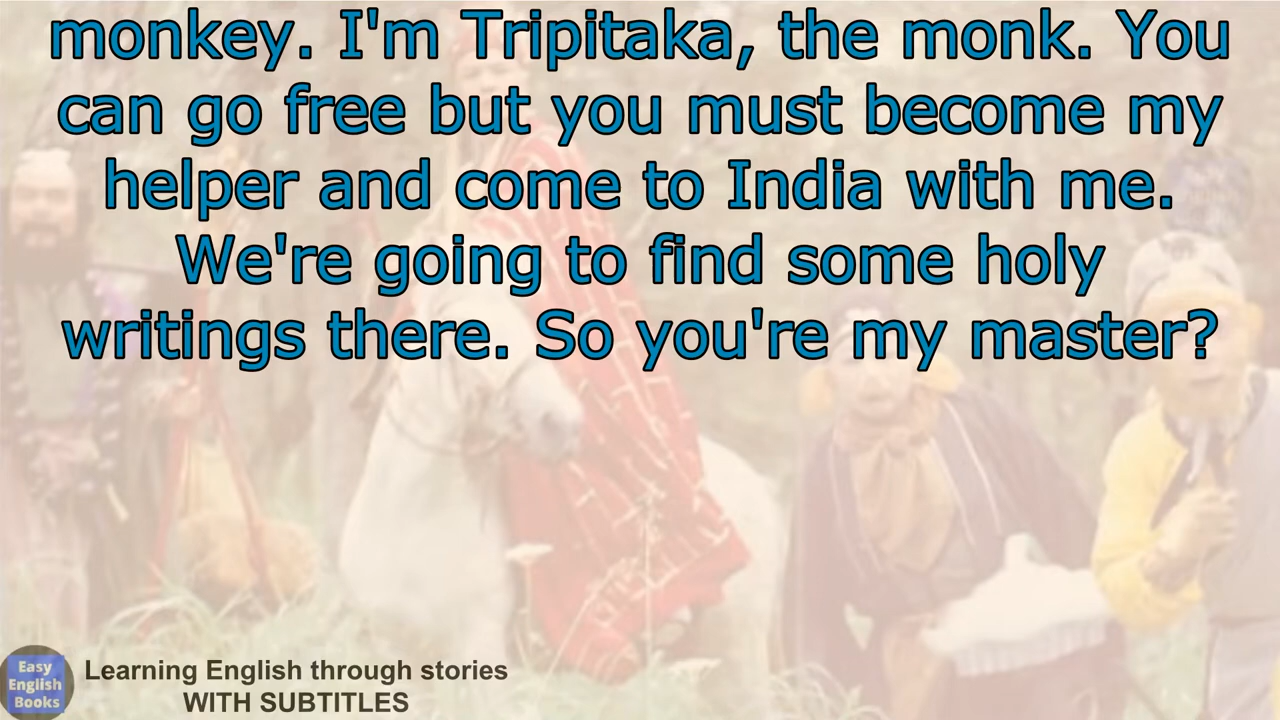 monkey. I'm Tripitaka, the monk. You
can go free but you must become my
helper and come to India with me.
We're going to find some holy
writings there. So you're my master?
Easy
English
Books
Learning English through stories
WITH SUBTITLES